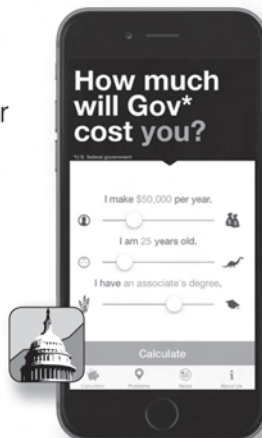 r
How much
will Gov*
cost you?
*U.S. federal government
I make $50,000 per year.
I am 25 years old.
I have an associate's degree.
Calculate
Calculator
Problems
News
About Us